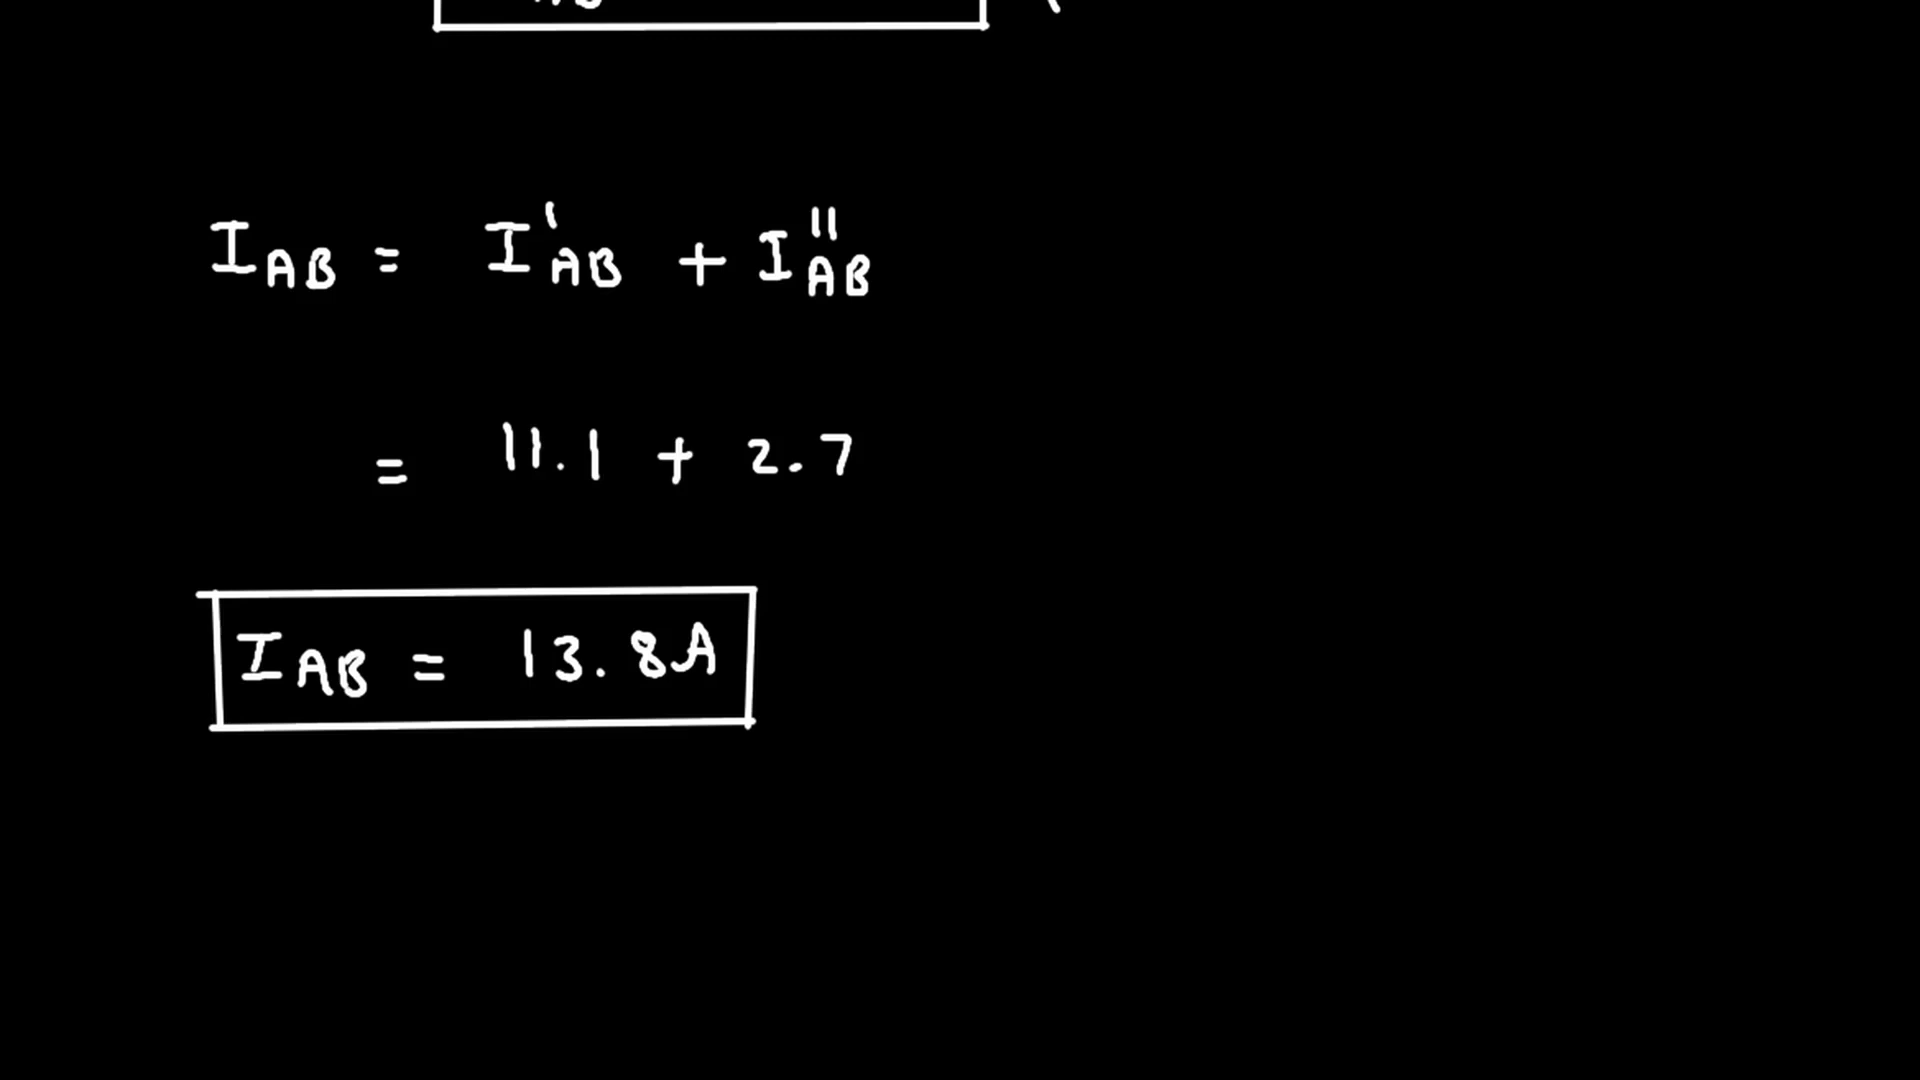 I_AB = I'_AB + I''_AB
= 11.1 + 2.7
I_AB = 13.8A